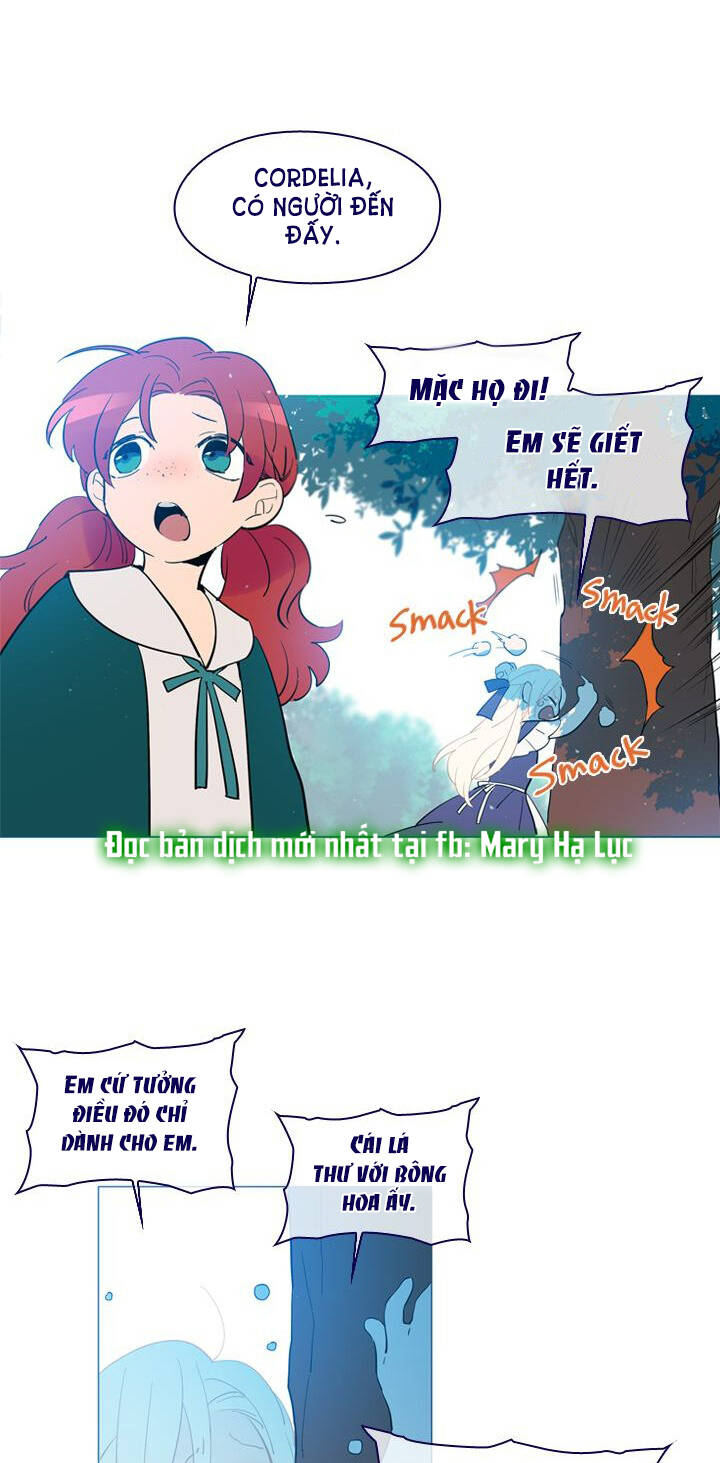 CORDELIA,
CÓ NGƯỜI ĐẾN
ĐẤY.
MẶC HỌ ĐI!
EM SẼ GIẾT
HẾT.
SMACK
SMACK
SMACK
Đọc bản dịch mới nhất tại fb: Mary Hạ Lục
EM CỨ TƯỞNG
ĐIỀU ĐÓ CHỈ
DÀNH CHO EM.
CÁI LÁ
THƯ VỚI BÔNG
HOA ẤY.